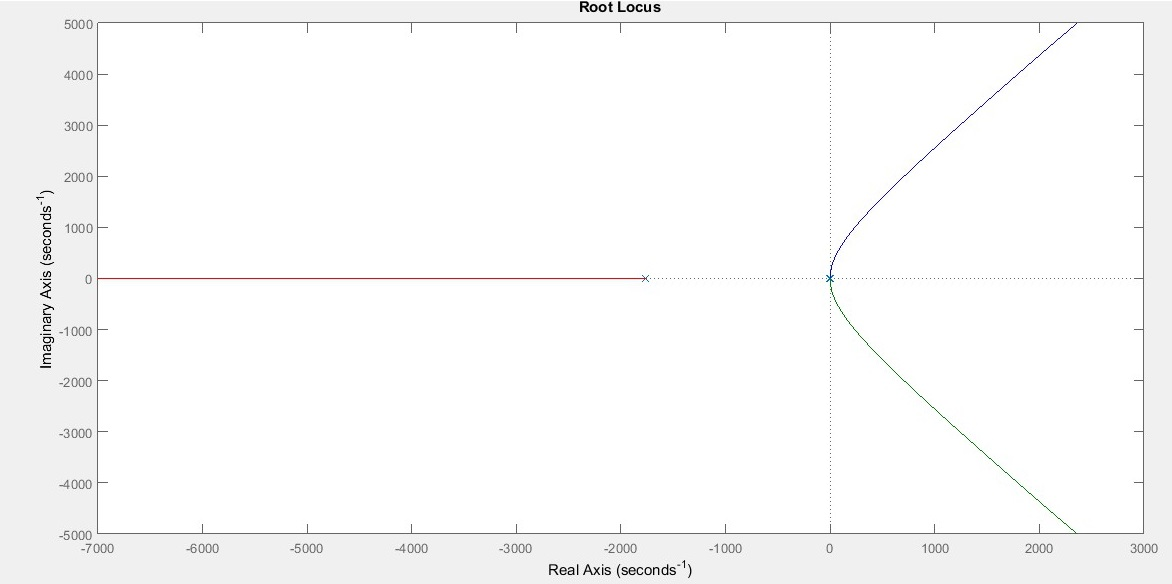 Root Locus
5000
4000
3000
2000
1000
0
-1000
-2000
-3000
-4000
-5000
Imaginary Axis (seconds⁻¹)
-7000 -6000 -5000 -4000 -3000 -2000 -1000 0 1000 2000 3000
Real Axis (seconds⁻¹)